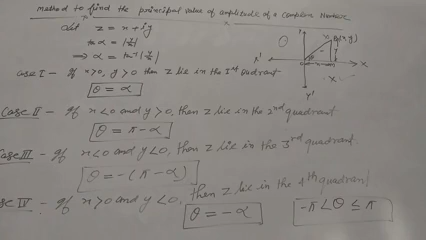 method to find the principal value of amplitude of a complex Number
Let z = x+iy
tan α = |y/x|
⇒ α = tan⁻¹ |y/x|
Case I - If x>0, y>0 then z lie in the 1st Quadrant
θ = α
Case II - If x<0 and y>0, then z lie in the 2nd quadrant
θ = π - α
Case III - If x<0 and y<0, then z lie in the 3rd quadrant.
θ = -(π - α)
Case IV - If x>0 and y<0, then z lie in the 4th quadrant
θ = -α
-π < θ ≤ π
θ
Y
P(x,y)
X'
X
Y'